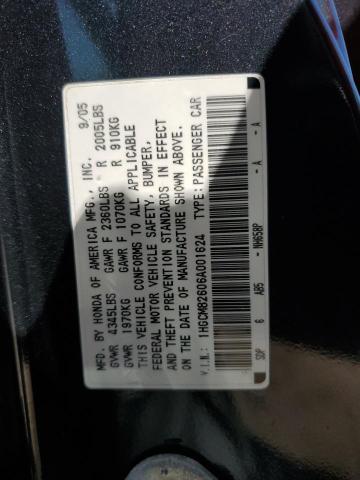 MFD. BY HONDA OF AMERICA MFG., INC. 9/05
GVWR 4345LBS GAWR F 2360LBS R 2005LBS
GVWR 1970KG GAWR F 1070KG R 910KG
THIS VEHICLE CONFORMS TO ALL APPLICABLE
FEDERAL MOTOR VEHICLE SAFETY, BUMPER,
AND THEFT PREVENTION STANDARDS IN EFFECT
ON THE DATE OF MANUFACTURE SHOWN ABOVE.
V.I.N.: 1HGCM82606A001624 TYPE: PASSENGER CAR
SDP 6 AB5 - NH658P - A - A